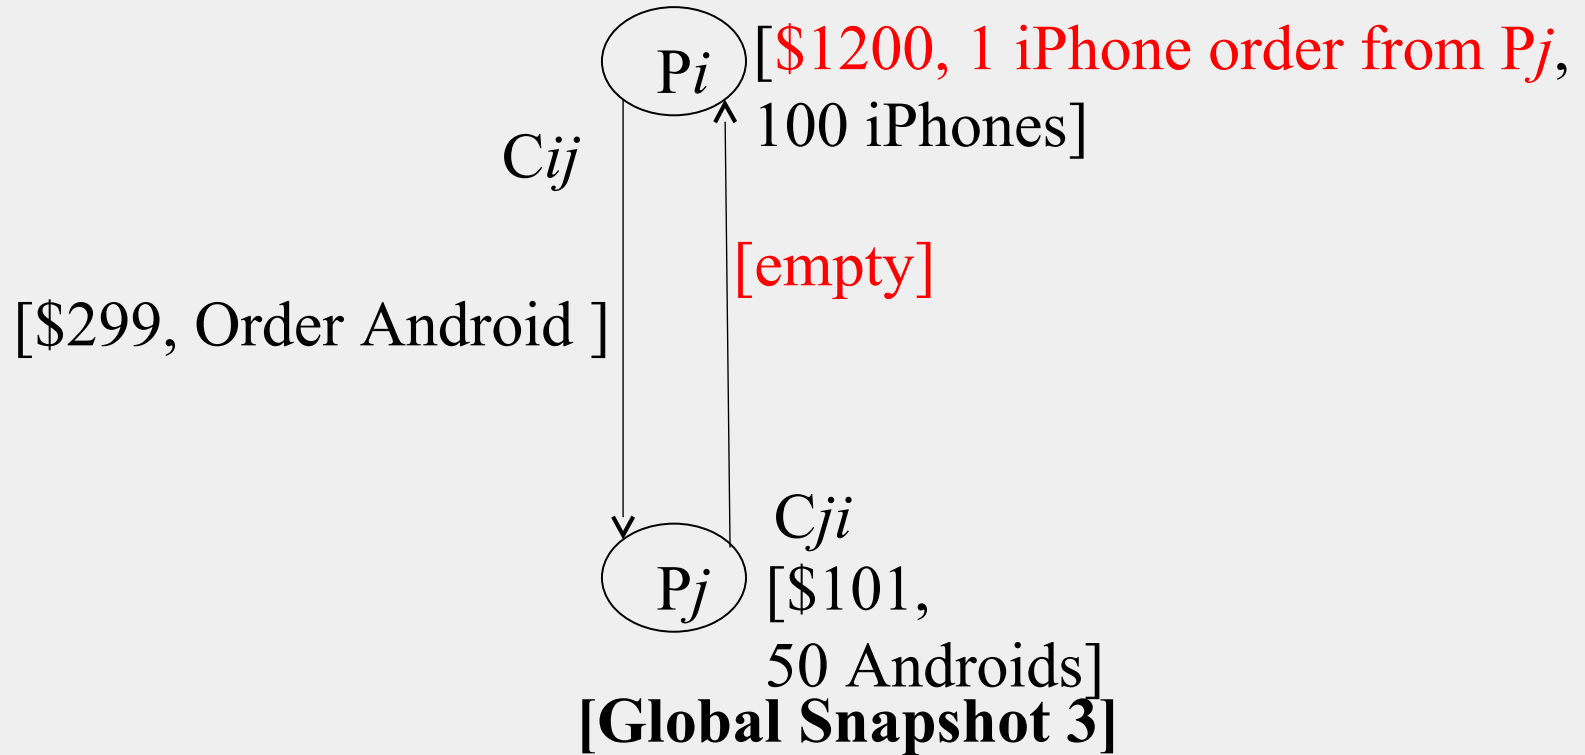 Pi [$1200, 1 iPhone order from Pj,
100 iPhones]
Cij
[empty]
[$299, Order Android ]
Cji
Pj [$101,
50 Androids]
[Global Snapshot 3]